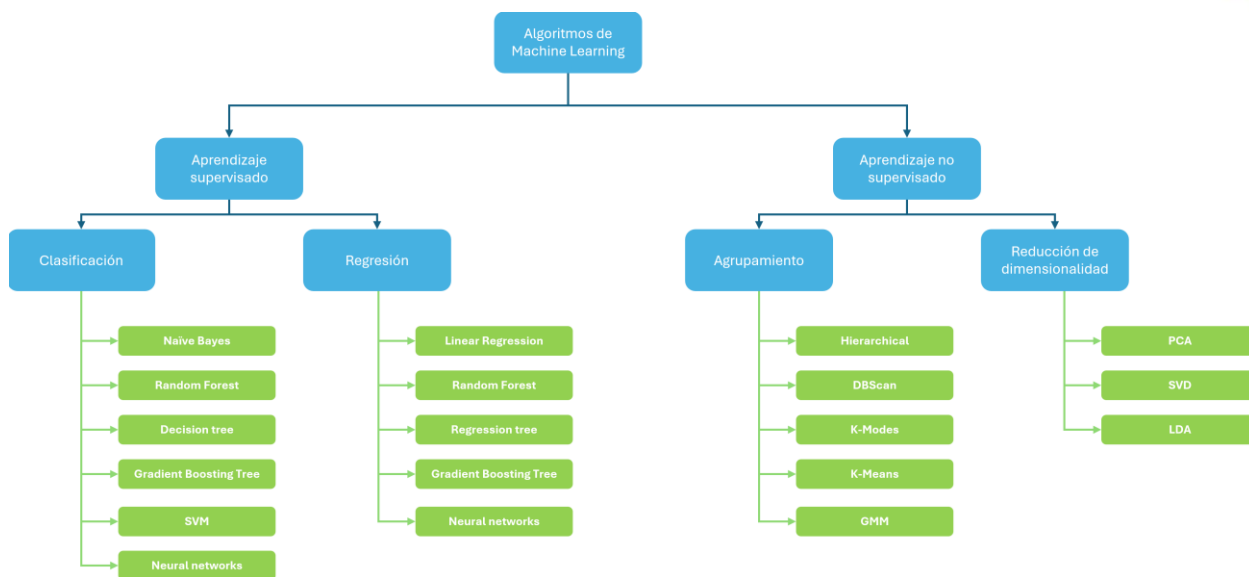 Algoritmos de
Machine Learning
Aprendizaje
supervisado
Aprendizaje no
supervisado
Clasificación
Regresión
Agrupamiento
Reducción de
dimensionalidad
Naïve Bayes
Random Forest
Decision tree
Gradient Boosting Tree
SVM
Neural networks
Linear Regression
Random Forest
Regression tree
Gradient Boosting Tree
Neural networks
Hierarchical
DBScan
K-Modes
K-Means
GMM
PCA
SVD
LDA